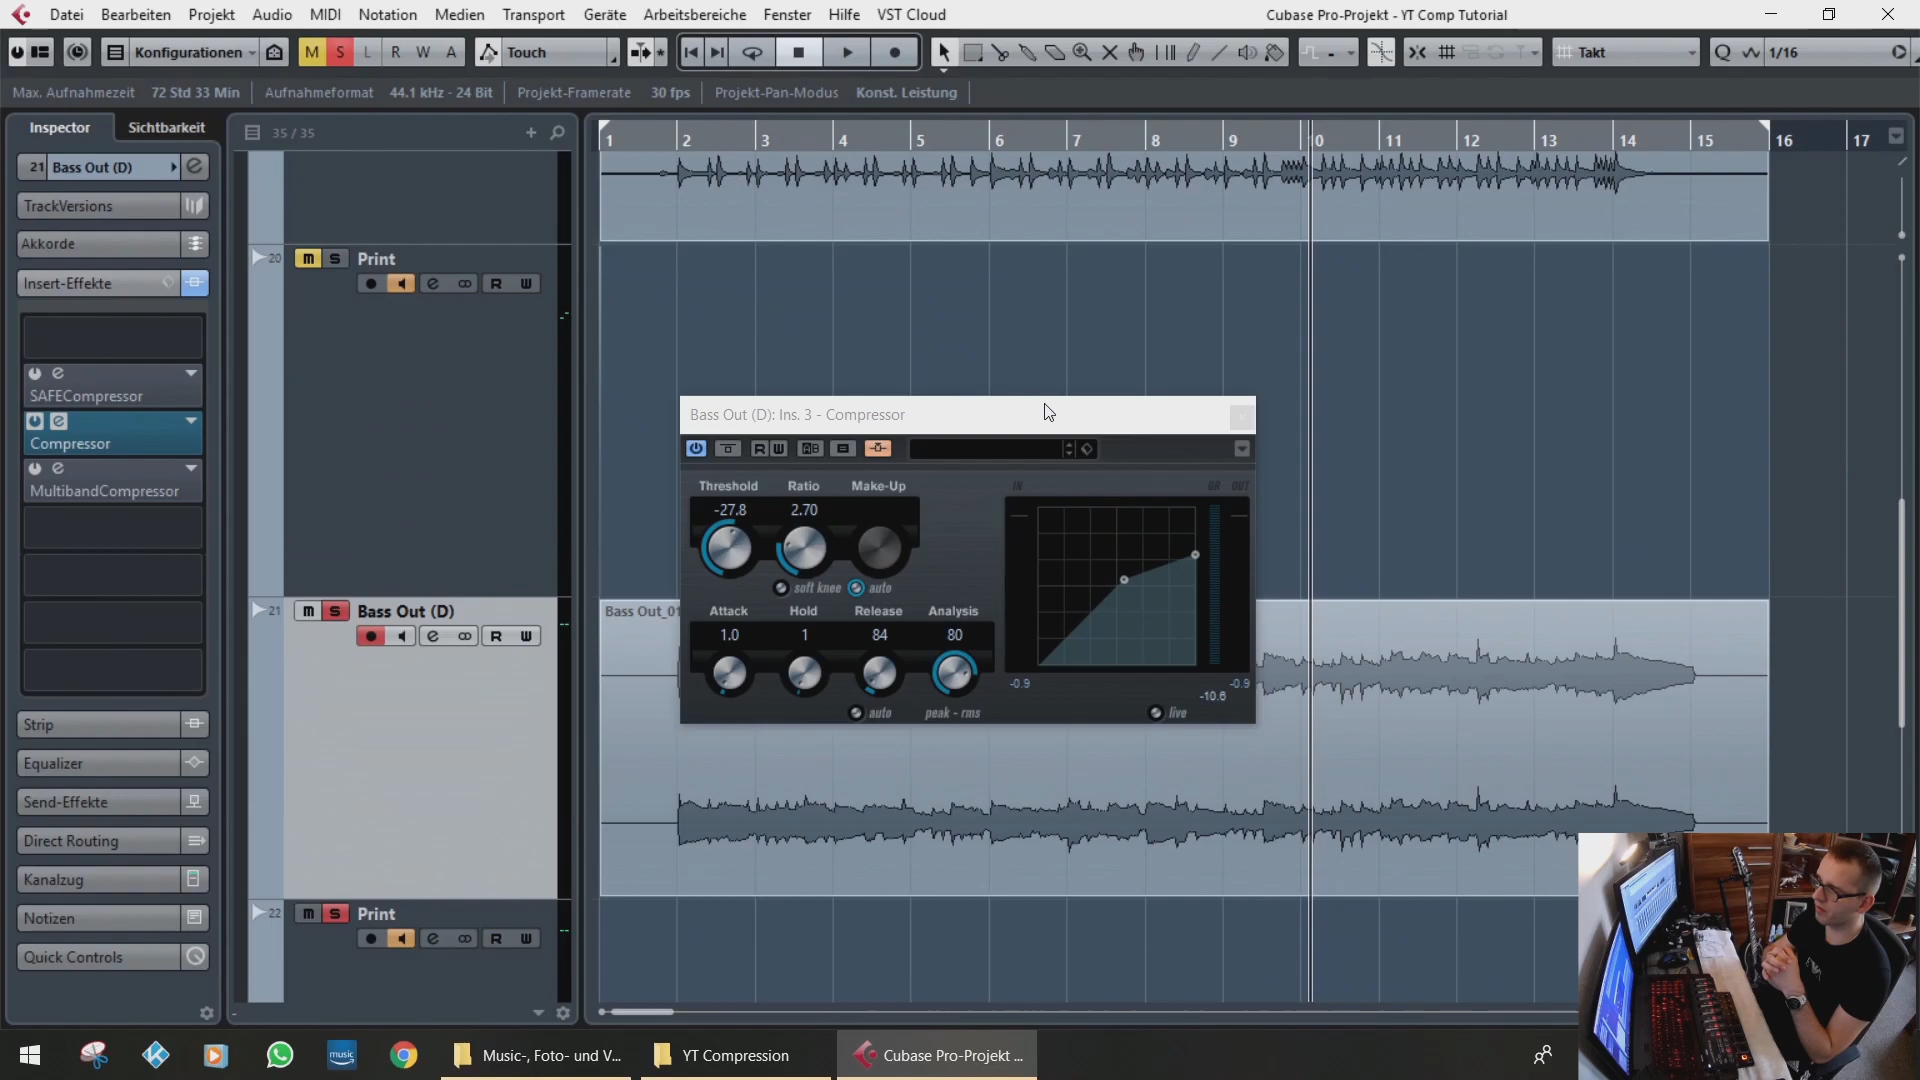 Datei Bearbeiten Projekt Audio MIDI Notation Medien Transport Geräte Arbeitsbereiche Fenster Hilfe VST Cloud Cubase Pro-Projekt - YT Comp Tutorial
Konfigurationen M S L R W A Touch Takt Q 1/16
Max. Aufnahmezeit 72 Std 33 Min Aufnahmeformat 44.1 kHz - 24 Bit Projekt-Framerate 30 fps Projekt-Pan-Modus Konst. Leistung
Inspector Sichtbarkeit 35 / 35
1 2 3 4 5 6 7 8 9 10 11 12 13 14 15 16 17
21 Bass Out (D)
TrackVersions
Akkorde
Insert-Effekte
SAFECompressor
Compressor
MultibandCompressor
Strip
Equalizer
Send-Effekte
Direct Routing
Kanalzug
Notizen
Quick Controls
20 m S Print
e R W
21 m S Bass Out (D)
e R W
22 m S Print
e R W
Bass Out_01
Bass Out (D): Ins. 3 - Compressor
R W AB
Threshold Ratio Make-Up IN GR OUT
-27.8 2.70
soft knee auto
Attack Hold Release Analysis
1.0 1 84 80
-0.9 -0.9
-10.6
auto peak - rms live
music Music-, Foto- und V... YT Compression Cubase Pro-Projekt ...